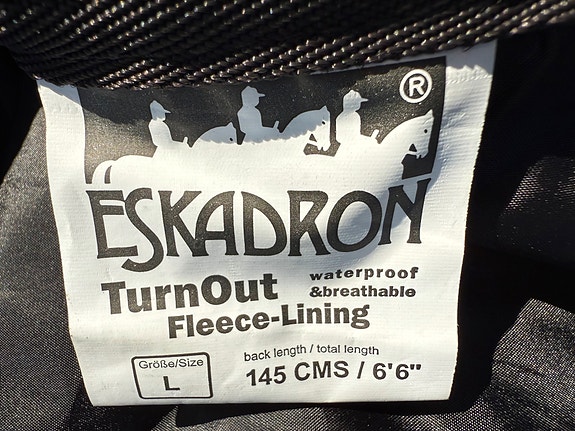 ®
ESKADRON
TurnOut waterproof
&breathable
Fleece-Lining
Größe/Size
L
back length / total length
145 CMS / 6'6"